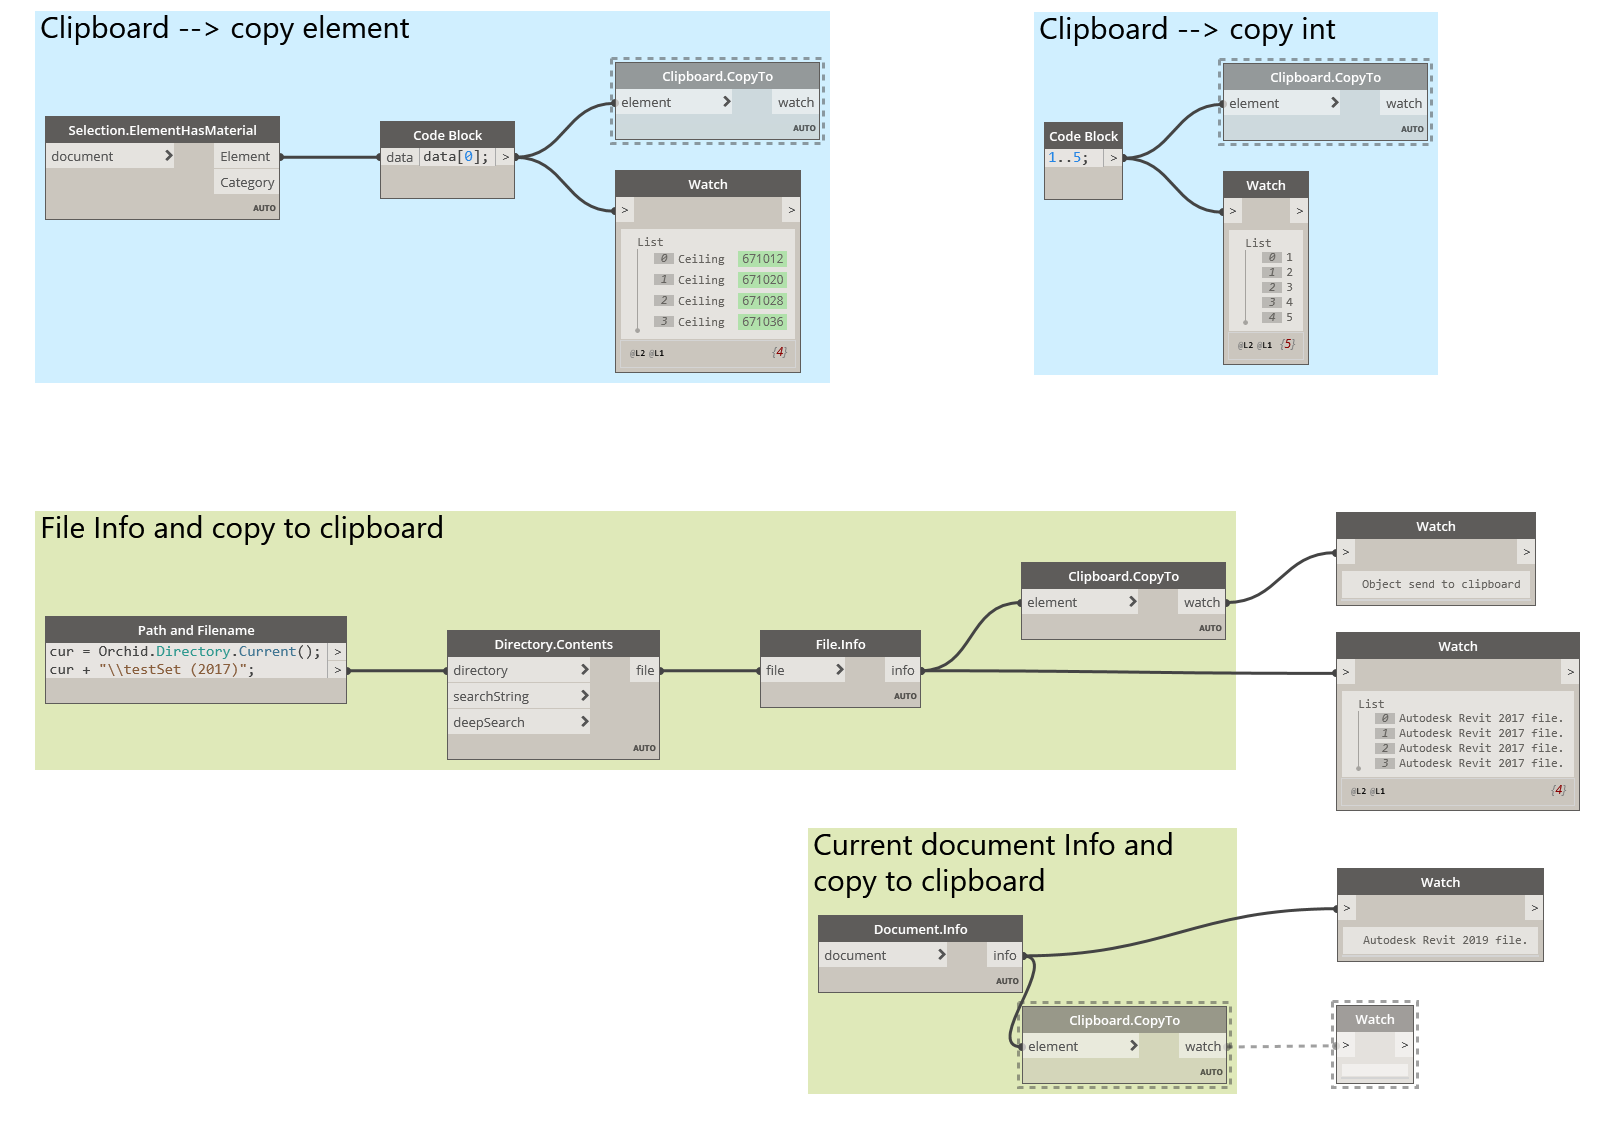 Clipboard --> copy element
Clipboard.CopyTo
element
watch
AUTO
Selection.ElementHasMaterial
document
Element
Category
AUTO
Code Block
data
data[0];
>
Watch
>
>
List
0 Ceiling 671012
1 Ceiling 671020
2 Ceiling 671028
3 Ceiling 671036
@L2 @L1 {4}
Clipboard --> copy int
Clipboard.CopyTo
element
watch
AUTO
Code Block
1..5;
>
Watch
>
>
List
0 1
1 2
2 3
3 4
4 5
@L2 @L1 {5}
File Info and copy to clipboard
Path and Filename
cur = Orchid.Directory.Current(); >
cur + "\\testSet (2017)"; >
Directory.Contents
directory
file
searchString
deepSearch
AUTO
File.Info
file
info
AUTO
Clipboard.CopyTo
element
watch
AUTO
Watch
>
>
Object send to clipboard
Watch
>
>
List
0 Autodesk Revit 2017 file.
1 Autodesk Revit 2017 file.
2 Autodesk Revit 2017 file.
3 Autodesk Revit 2017 file.
@L2 @L1 {4}
Current document Info and
copy to clipboard
Document.Info
document
info
AUTO
Clipboard.CopyTo
element
watch
AUTO
Watch
>
>
Autodesk Revit 2019 file.
Watch
>
>